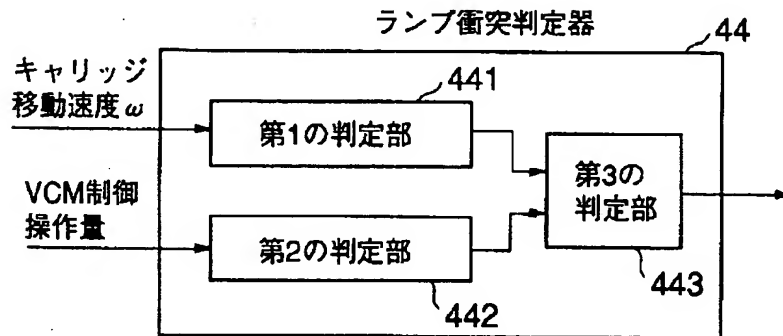 ランプ衝突判定器
44
キャリッジ
移動速度ω
441
第1の判定部
第3の
判定部
VCM制御
操作量
第2の判定部
442
443